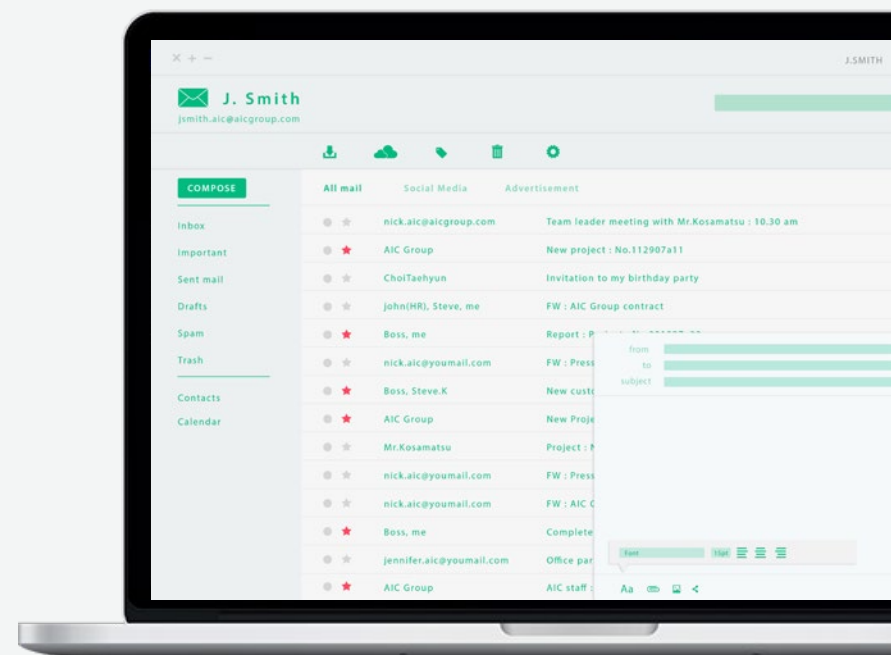 J.SMITH
J. Smith
jsmith.aic@aicgroup.com
COMPOSE
All mail Social Media Advertisement
Inbox
Important
Sent mail
Drafts
Spam
Trash
Contacts
Calendar
nick.aic@aicgroup.com Team leader meeting with Mr.Kosamatsu : 10.30 am
AIC Group New project : No.112907a11
ChoiTaehyun Invitation to my birthday party
john(HR), Steve, me FW : AIC Group contract
Boss, me Report :
nick.aic@youmail.com FW : Press
Boss, Steve.K New custo
AIC Group New Proje
Mr.Kosamatsu Project :
nick.aic@youmail.com FW : Press
nick.aic@youmail.com FW : AIC
Boss, me Complete
jennifer.aic@youmail.com Office par
AIC Group AIC staff :
from
to
subject
Font
Aa